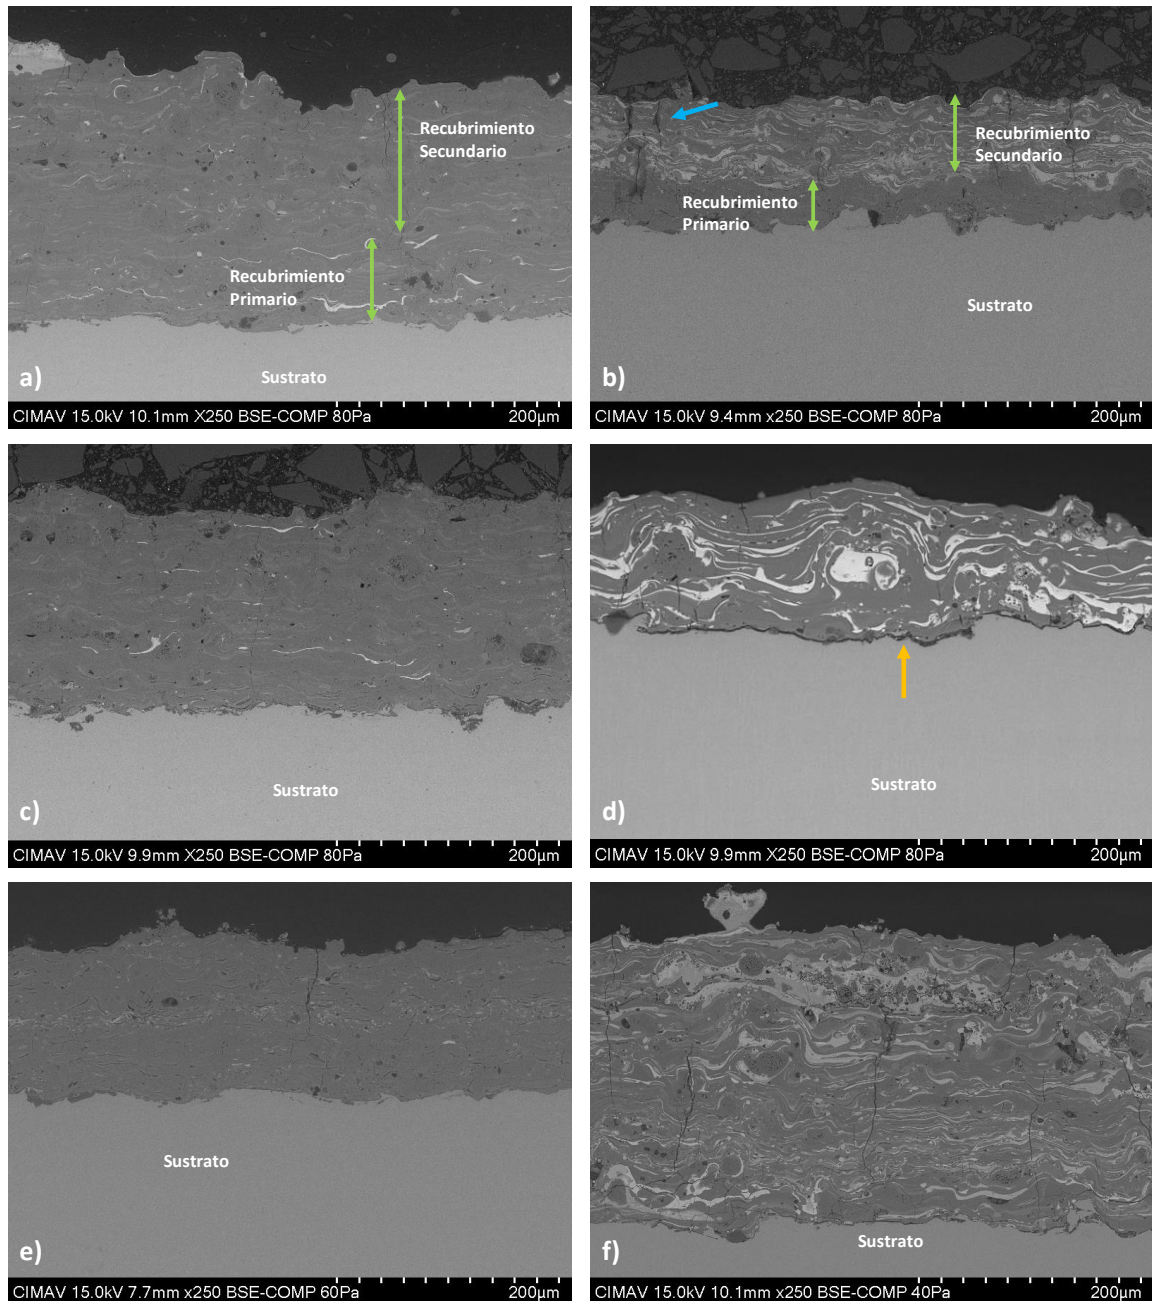 Recubrimiento
Secundario
Recubrimiento
Primario
Sustrato
a)
CIMAV 15.0kV 10.1mm X250 BSE-COMP 80Pa 200µm
Recubrimiento
Secundario
Recubrimiento
Primario
Sustrato
b)
CIMAV 15.0kV 9.4mm x250 BSE-COMP 80Pa 200µm
Sustrato
c)
CIMAV 15.0kV 9.9mm X250 BSE-COMP 80Pa 200µm
Sustrato
d)
CIMAV 15.0kV 9.9mm X250 BSE-COMP 80Pa 200µm
Sustrato
e)
CIMAV 15.0kV 7.7mm x250 BSE-COMP 60Pa 200µm
Sustrato
f)
CIMAV 15.0kV 10.1mm x250 BSE-COMP 40Pa 200µm